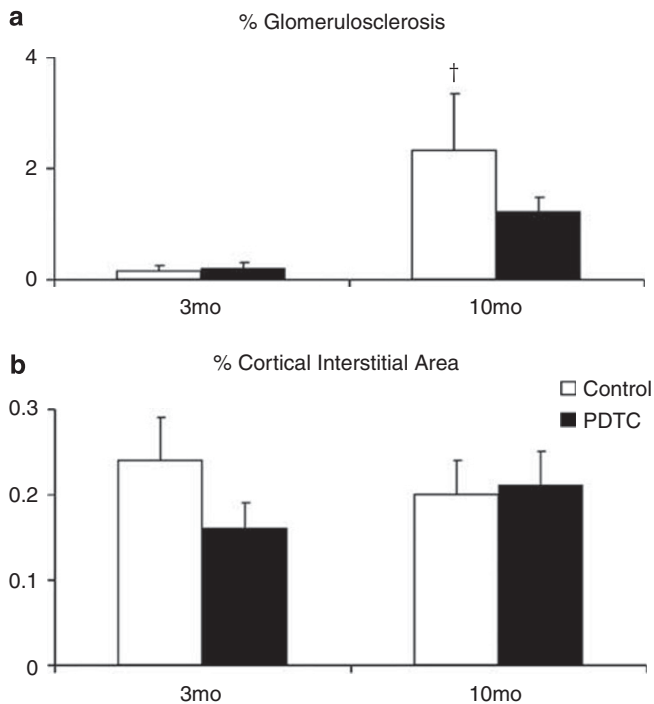 a
% Glomerulosclerosis
4
†
2
0
3mo 10mo
b
% Cortical Interstitial Area
Control
PDTC
0.3
0.2
0.1
0
3mo 10mo